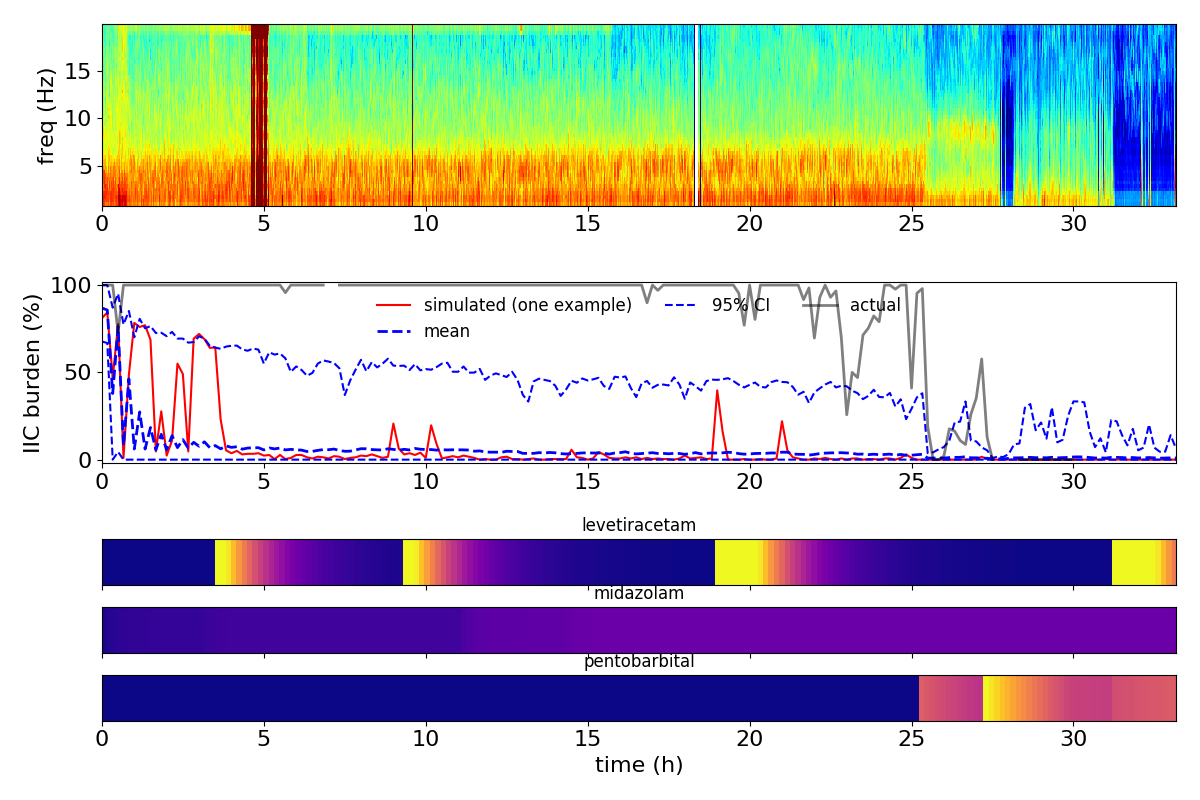 freq (Hz)
15
10
5
0 5 10 15 20 25 30
IIC burden (%)
100
50
0
simulated (one example) 95% CI actual
mean
0 5 10 15 20 25 30
levetiracetam
midazolam
pentobarbital
0 5 10 15 20 25 30
time (h)